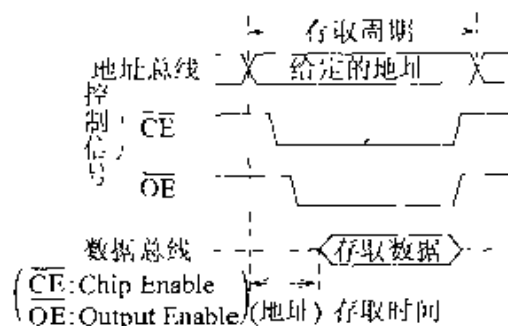 存取周期
地址总线
给定的地址
控制信号
CE
OE
数据总线
存取数据
CE:Chip Enable
OE:Output Enable
(地址) 存取时间